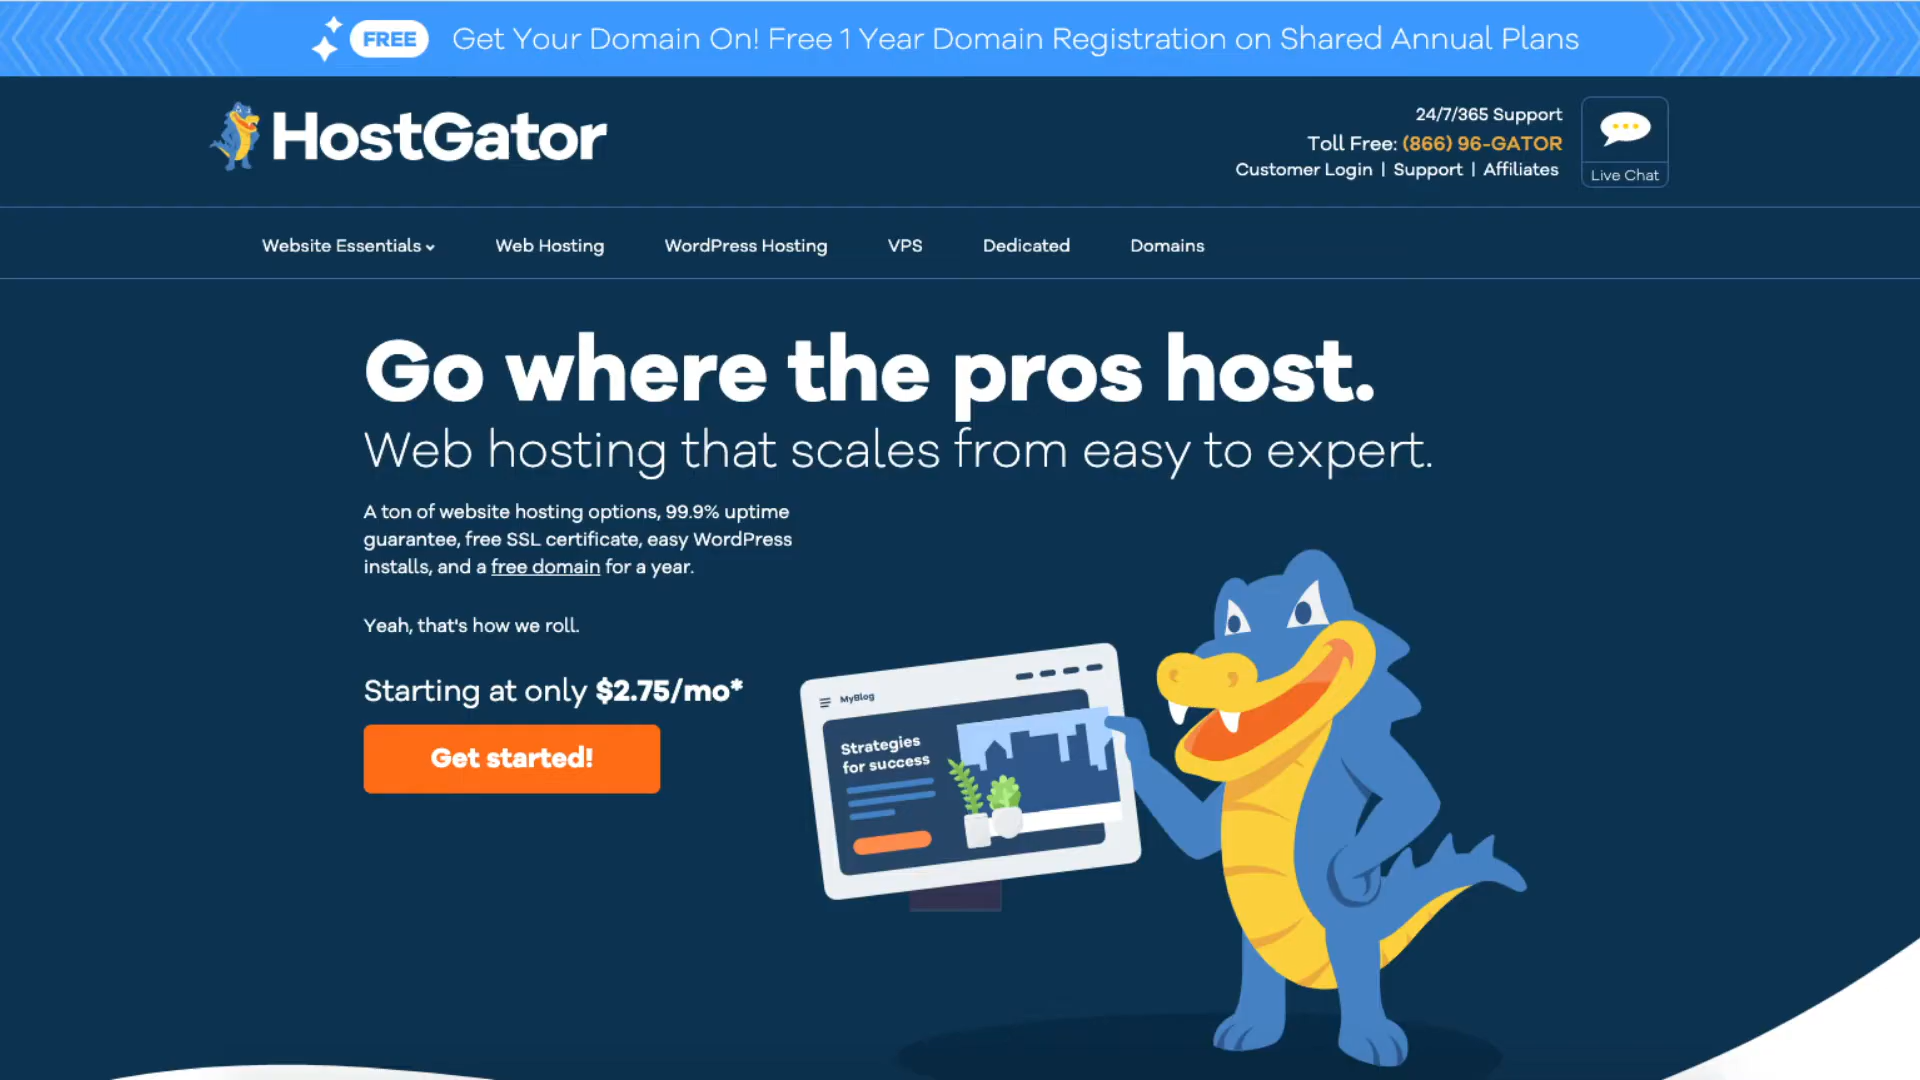 FREE Get Your Domain On! Free 1 Year Domain Registration on Shared Annual Plans
HostGator
24/7/365 Support
Toll Free: (866) 96-GATOR
Customer Login | Support | Affiliates
Live Chat
Website Essentials Web Hosting WordPress Hosting VPS Dedicated Domains
Go where the pros host.
Web hosting that scales from easy to expert.
A ton of website hosting options, 99.9% uptime
guarantee, free SSL certificate, easy WordPress
installs, and a free domain for a year.
Yeah, that's how we roll.
Starting at only $2.75/mo*
Get started!
MyBlog
Strategies
for success